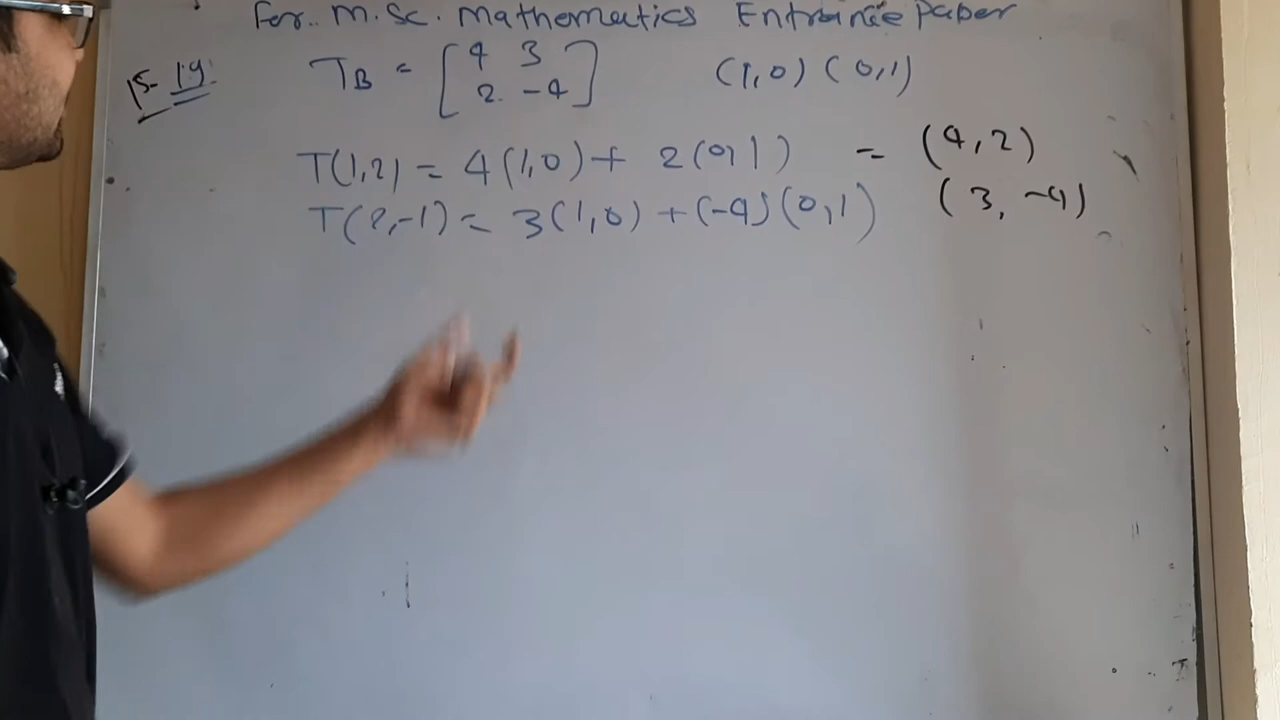 For.. M.Sc. Mathematics Entrance Paper
15-19: T_B = [4 3; 2. -4] (1,0) (0,1)
T(1,2) = 4(1,0) + 2(0,1) = (4,2)
T(2,-1) = 3(1,0) + (-4)(0,1) (3,-4)